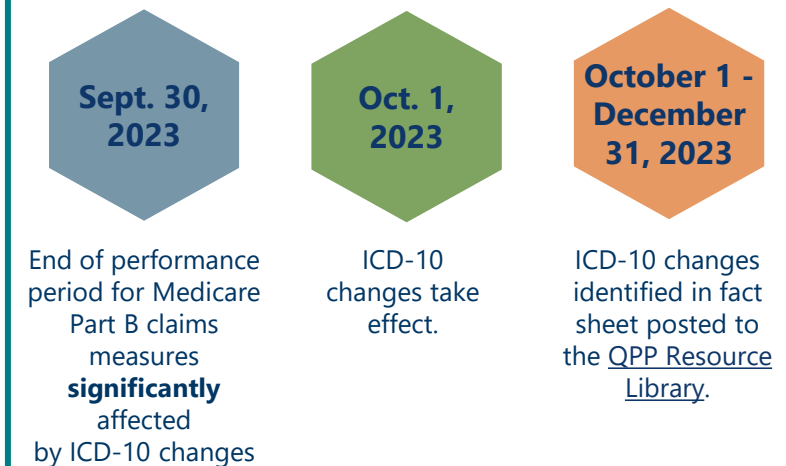 Sept. 30,
2023
End of performance
period for Medicare
Part B claims
measures
significantly
affected
by ICD-10 changes
Oct. 1,
2023
ICD-10
changes take
effect.
October 1 -
December
31, 2023
ICD-10 changes
identified in fact
sheet posted to
the QPP Resource
Library.